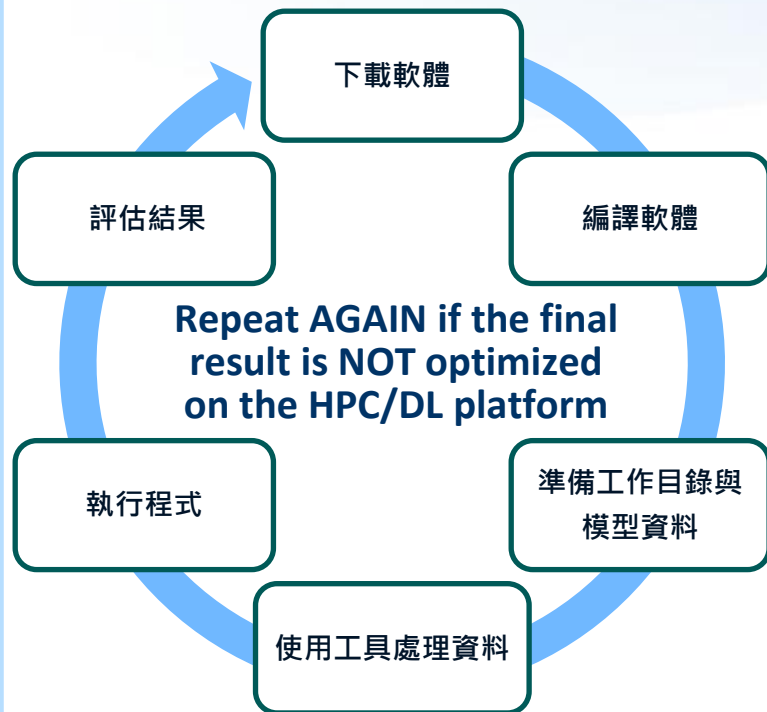 下載軟體
編譯軟體
準備工作目錄與
模型資料
使用工具處理資料
執行程式
評估結果
Repeat AGAIN if the final
result is NOT optimized
on the HPC/DL platform